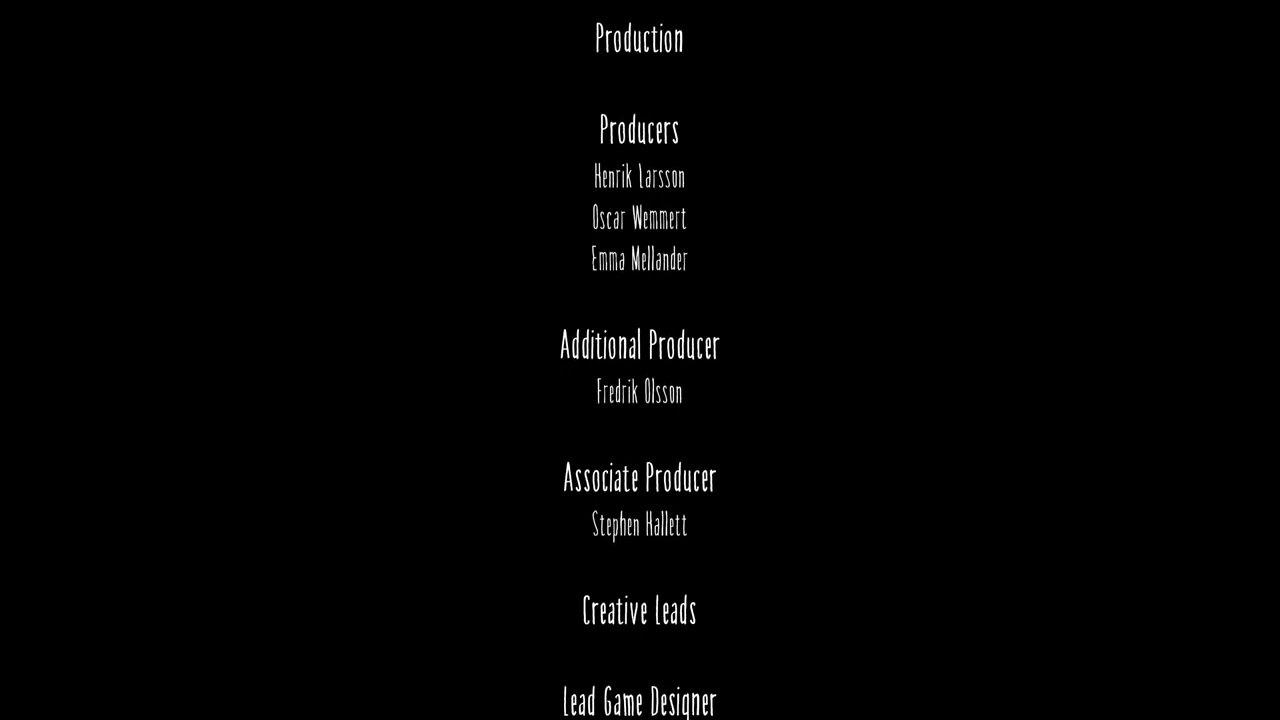 Production
Producers
Henrik Larsson
Oscar Wemmert
Emma Mellander
Additional Producer
Fredrik Olsson
Associate Producer
Stephen Hallett
Creative Leads
Lead Game Designer